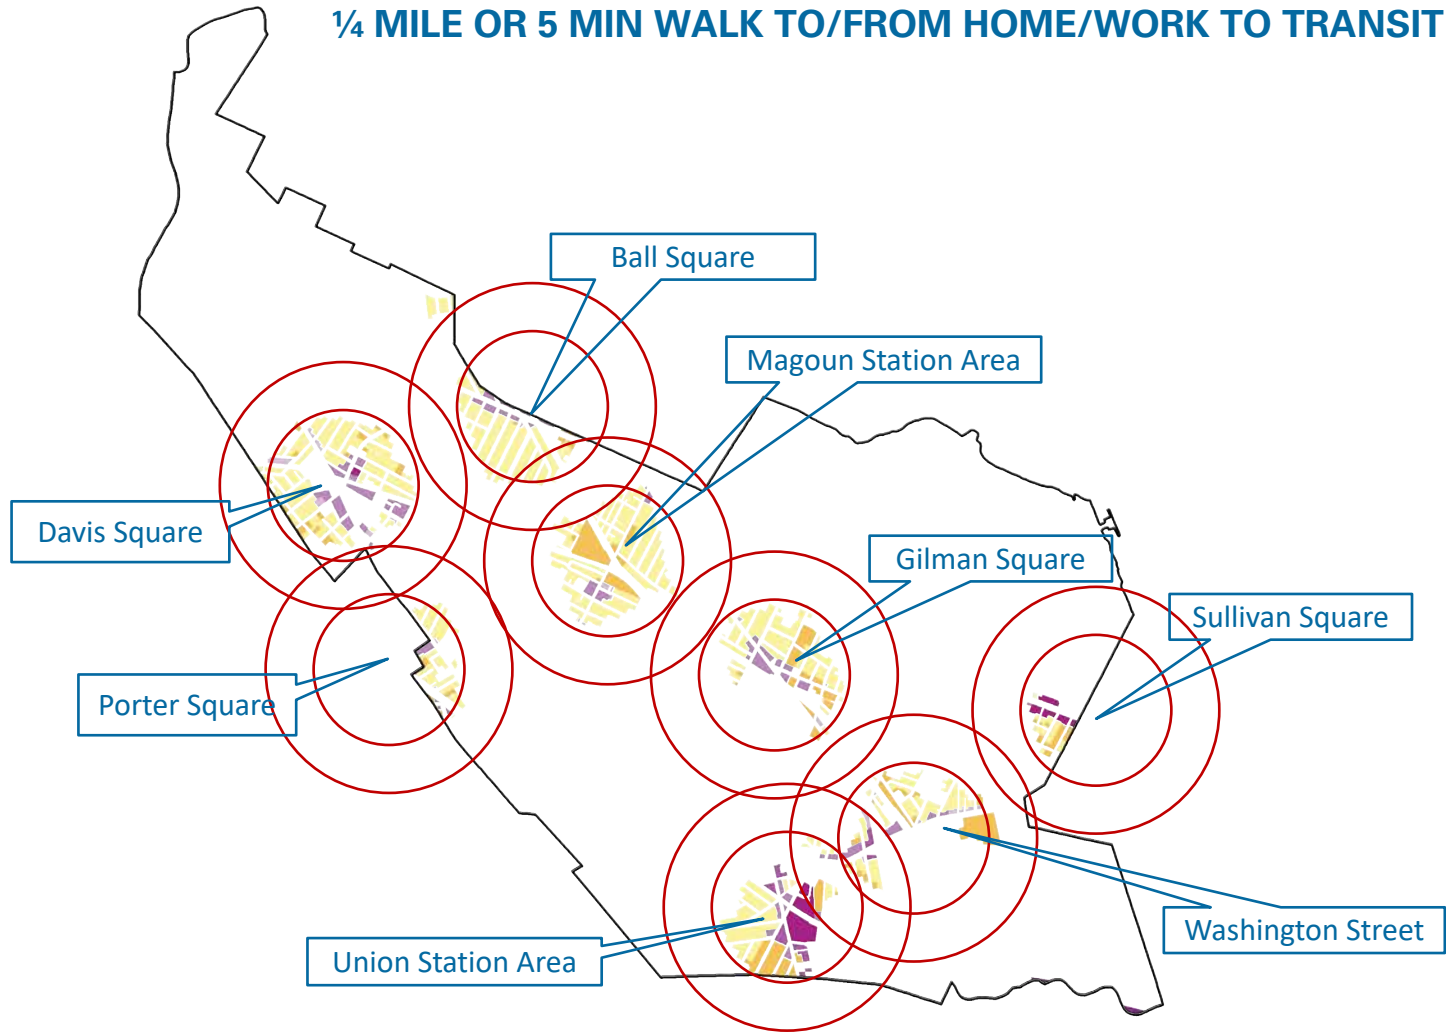 ¼ MILE OR 5 MIN WALK TO/FROM HOME/WORK TO TRANSIT
Ball Square
Magoun Station Area
Davis Square
Gilman Square
Sullivan Square
Porter Square
Washington Street
Union Station Area